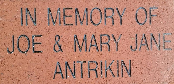 IN MEMORY OF
JOE & MARY JANE
ANTRIKIN